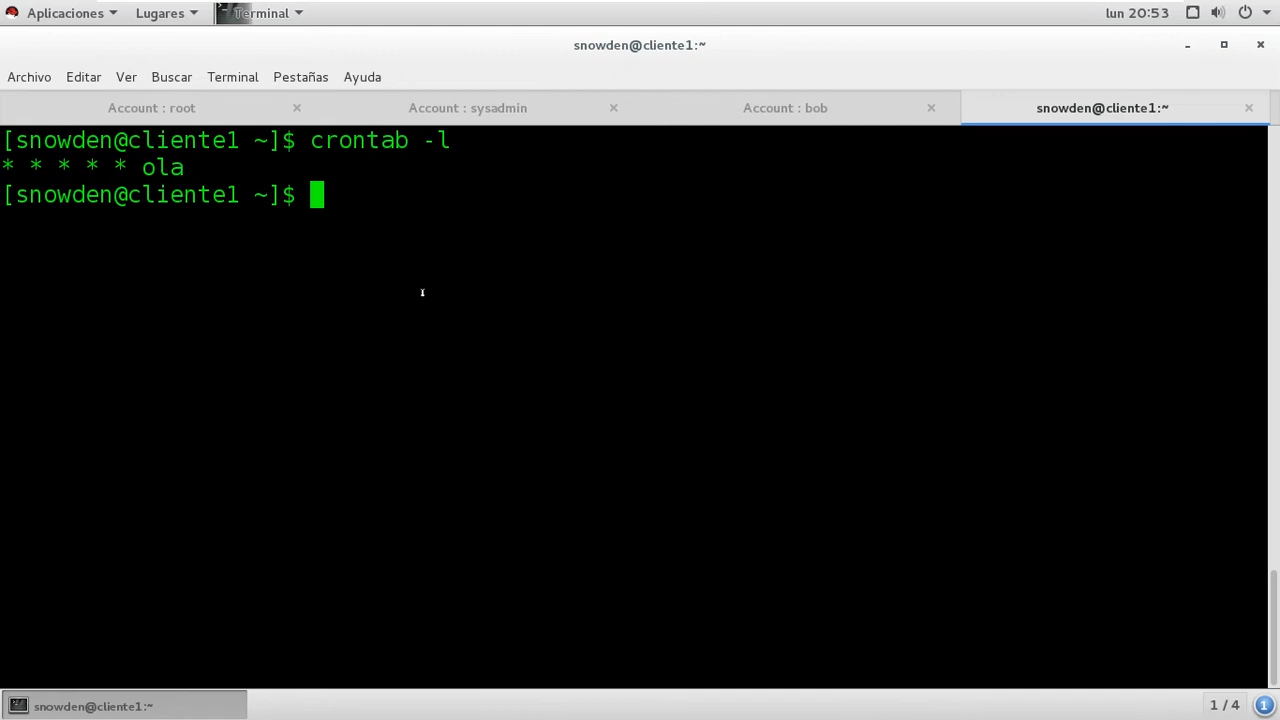 Aplicaciones Lugares Terminal lun 20:53
snowden@cliente1:~
Archivo Editar Ver Buscar Terminal Pestañas Ayuda
Account : root Account : sysadmin Account : bob snowden@cliente1:~
[snowden@cliente1 ~]$ crontab -l
* * * * * ola
[snowden@cliente1 ~]$
snowden@cliente1:~ 1 / 4 1